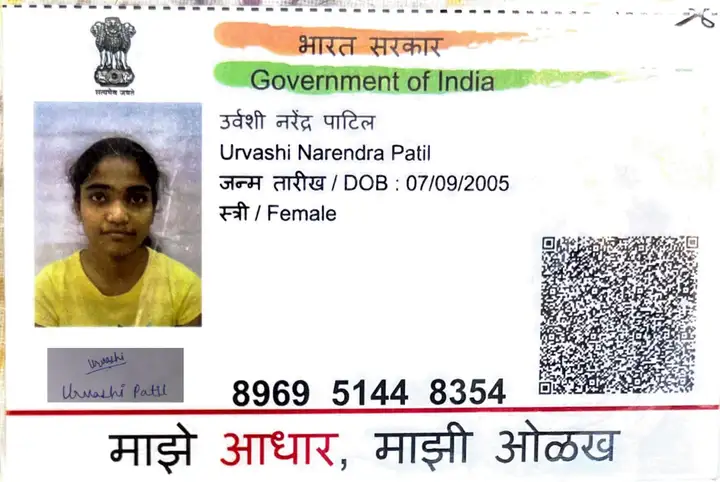 सत्यमेव जयते
भारत सरकार
Government of India
उर्वशी नरेंद्र पाटिल
Urvashi Narendra Patil
जन्म तारीख / DOB : 07/09/2005
स्त्री / Female
Urvashi
Urvashi Patil
8969 5144 8354
माझे आधार, माझी ओळख